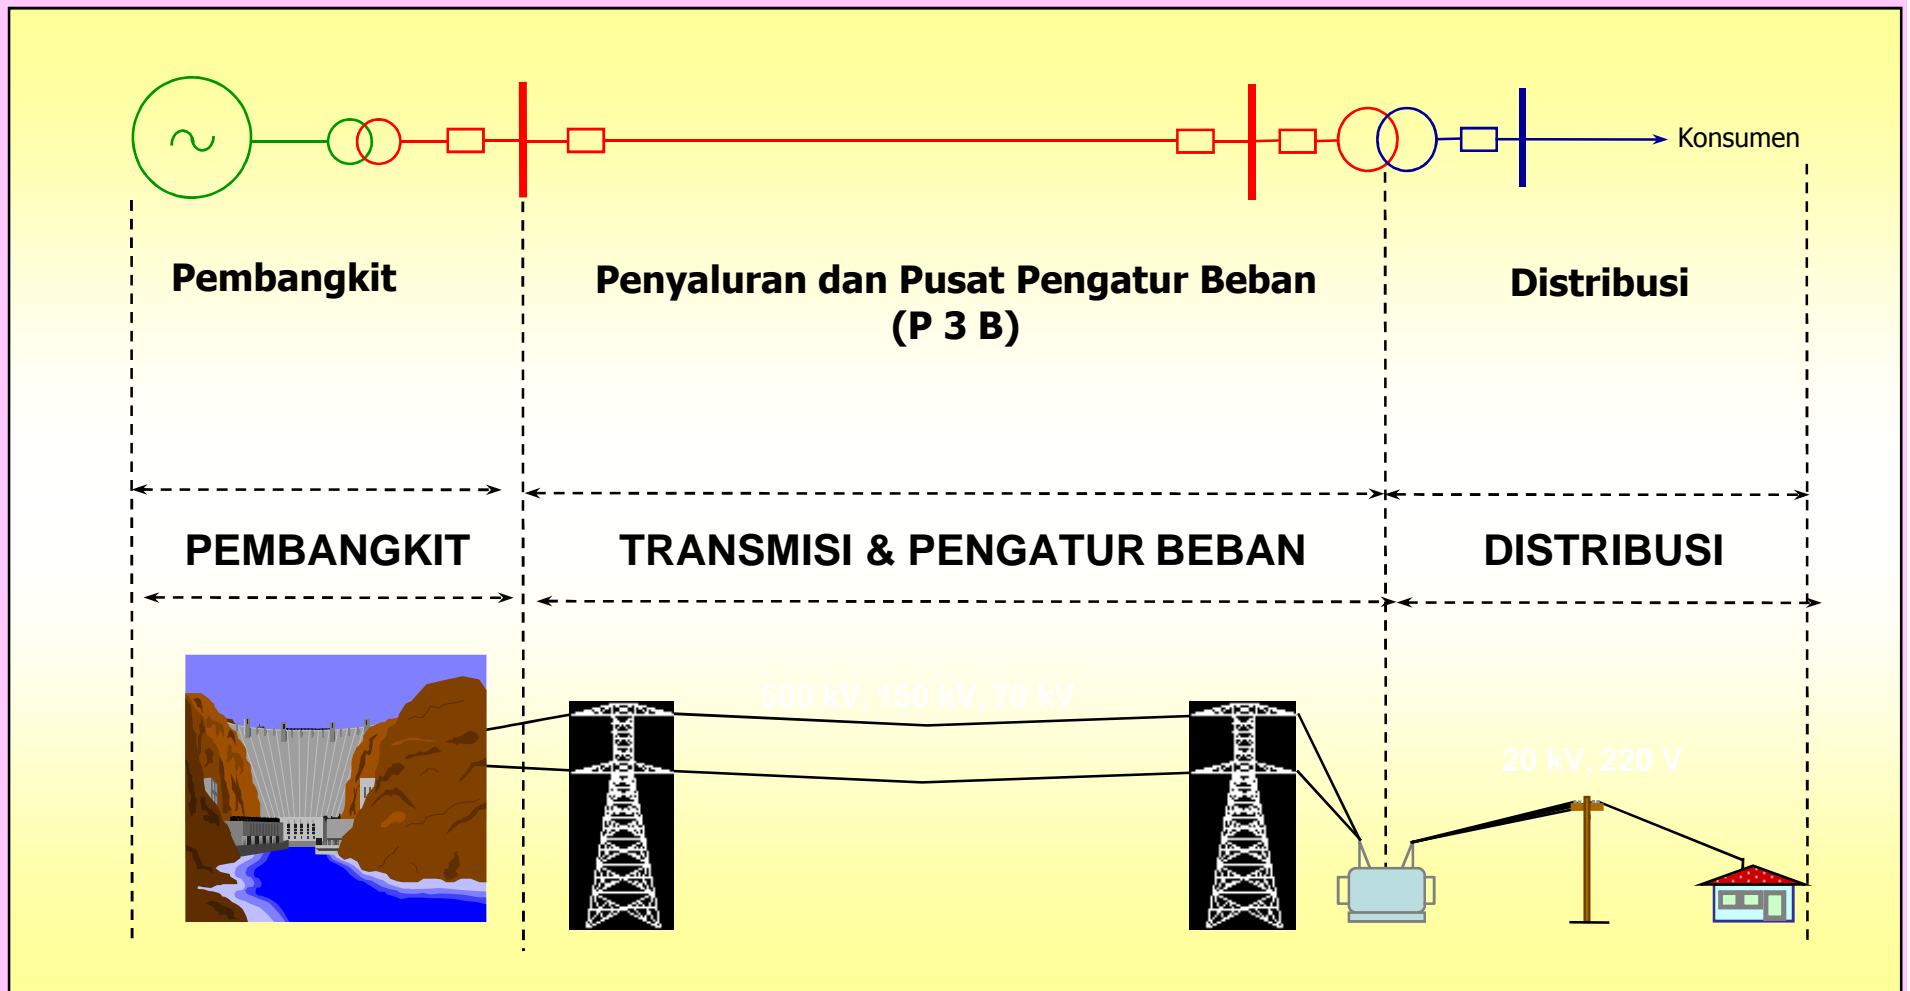 Konsumen
Pembangkit
Penyaluran dan Pusat Pengatur Beban
(P 3 B)
Distribusi
PEMBANGKIT
TRANSMISI & PENGATUR BEBAN
DISTRIBUSI
500 kV, 150 kV, 70 kV
20 kV, 220 V